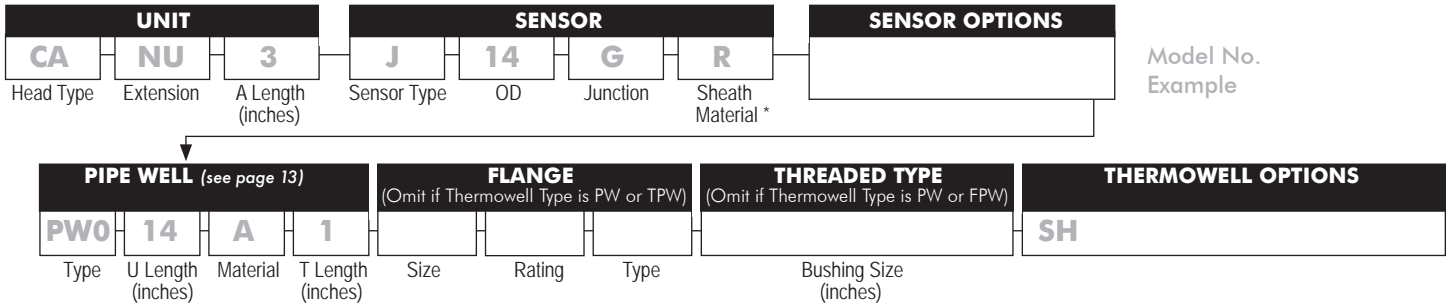 UNIT SENSOR SENSOR OPTIONS
CA NU 3 J 14 G R
Model No.
Example
Head Type Extension A Length
(inches)
Sensor Type OD Junction Sheath
Material *
PIPE WELL (see page 13) FLANGE THREADED TYPE THERMOWELL OPTIONS
(Omit if Thermowell Type is PW or TPW) (Omit if Thermowell Type is PW or FPW)
PW0 14 A 1 SH
Type U Length
(inches)
Material T Length
(inches)
Size Rating Type Bushing Size
(inches)